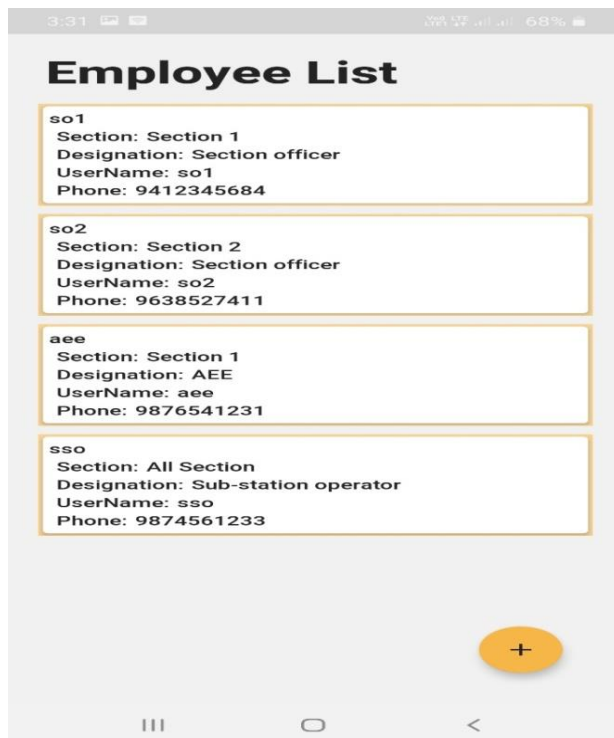 3:31 68%
Employee List
so1
Section: Section 1
Designation: Section officer
UserName: so1
Phone: 9412345684
so2
Section: Section 2
Designation: Section officer
UserName: so2
Phone: 9638527411
aee
Section: Section 1
Designation: AEE
UserName: aee
Phone: 9876541231
sso
Section: All Section
Designation: Sub-station operator
UserName: sso
Phone: 9874561233
+